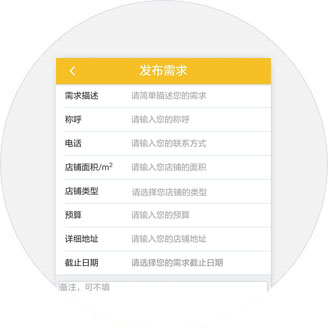 发布需求
需求描述 请简单描述您的需求
称呼 请输入您的称呼
电话 请输入您的联系方式
店铺面积/m² 请输入您店铺的面积
店铺类型 请选择您店铺的类型
预算 请输入您的预算
详细地址 请输入您的店铺地址
截止日期 请选择您的需求截止日期
备注，可不填